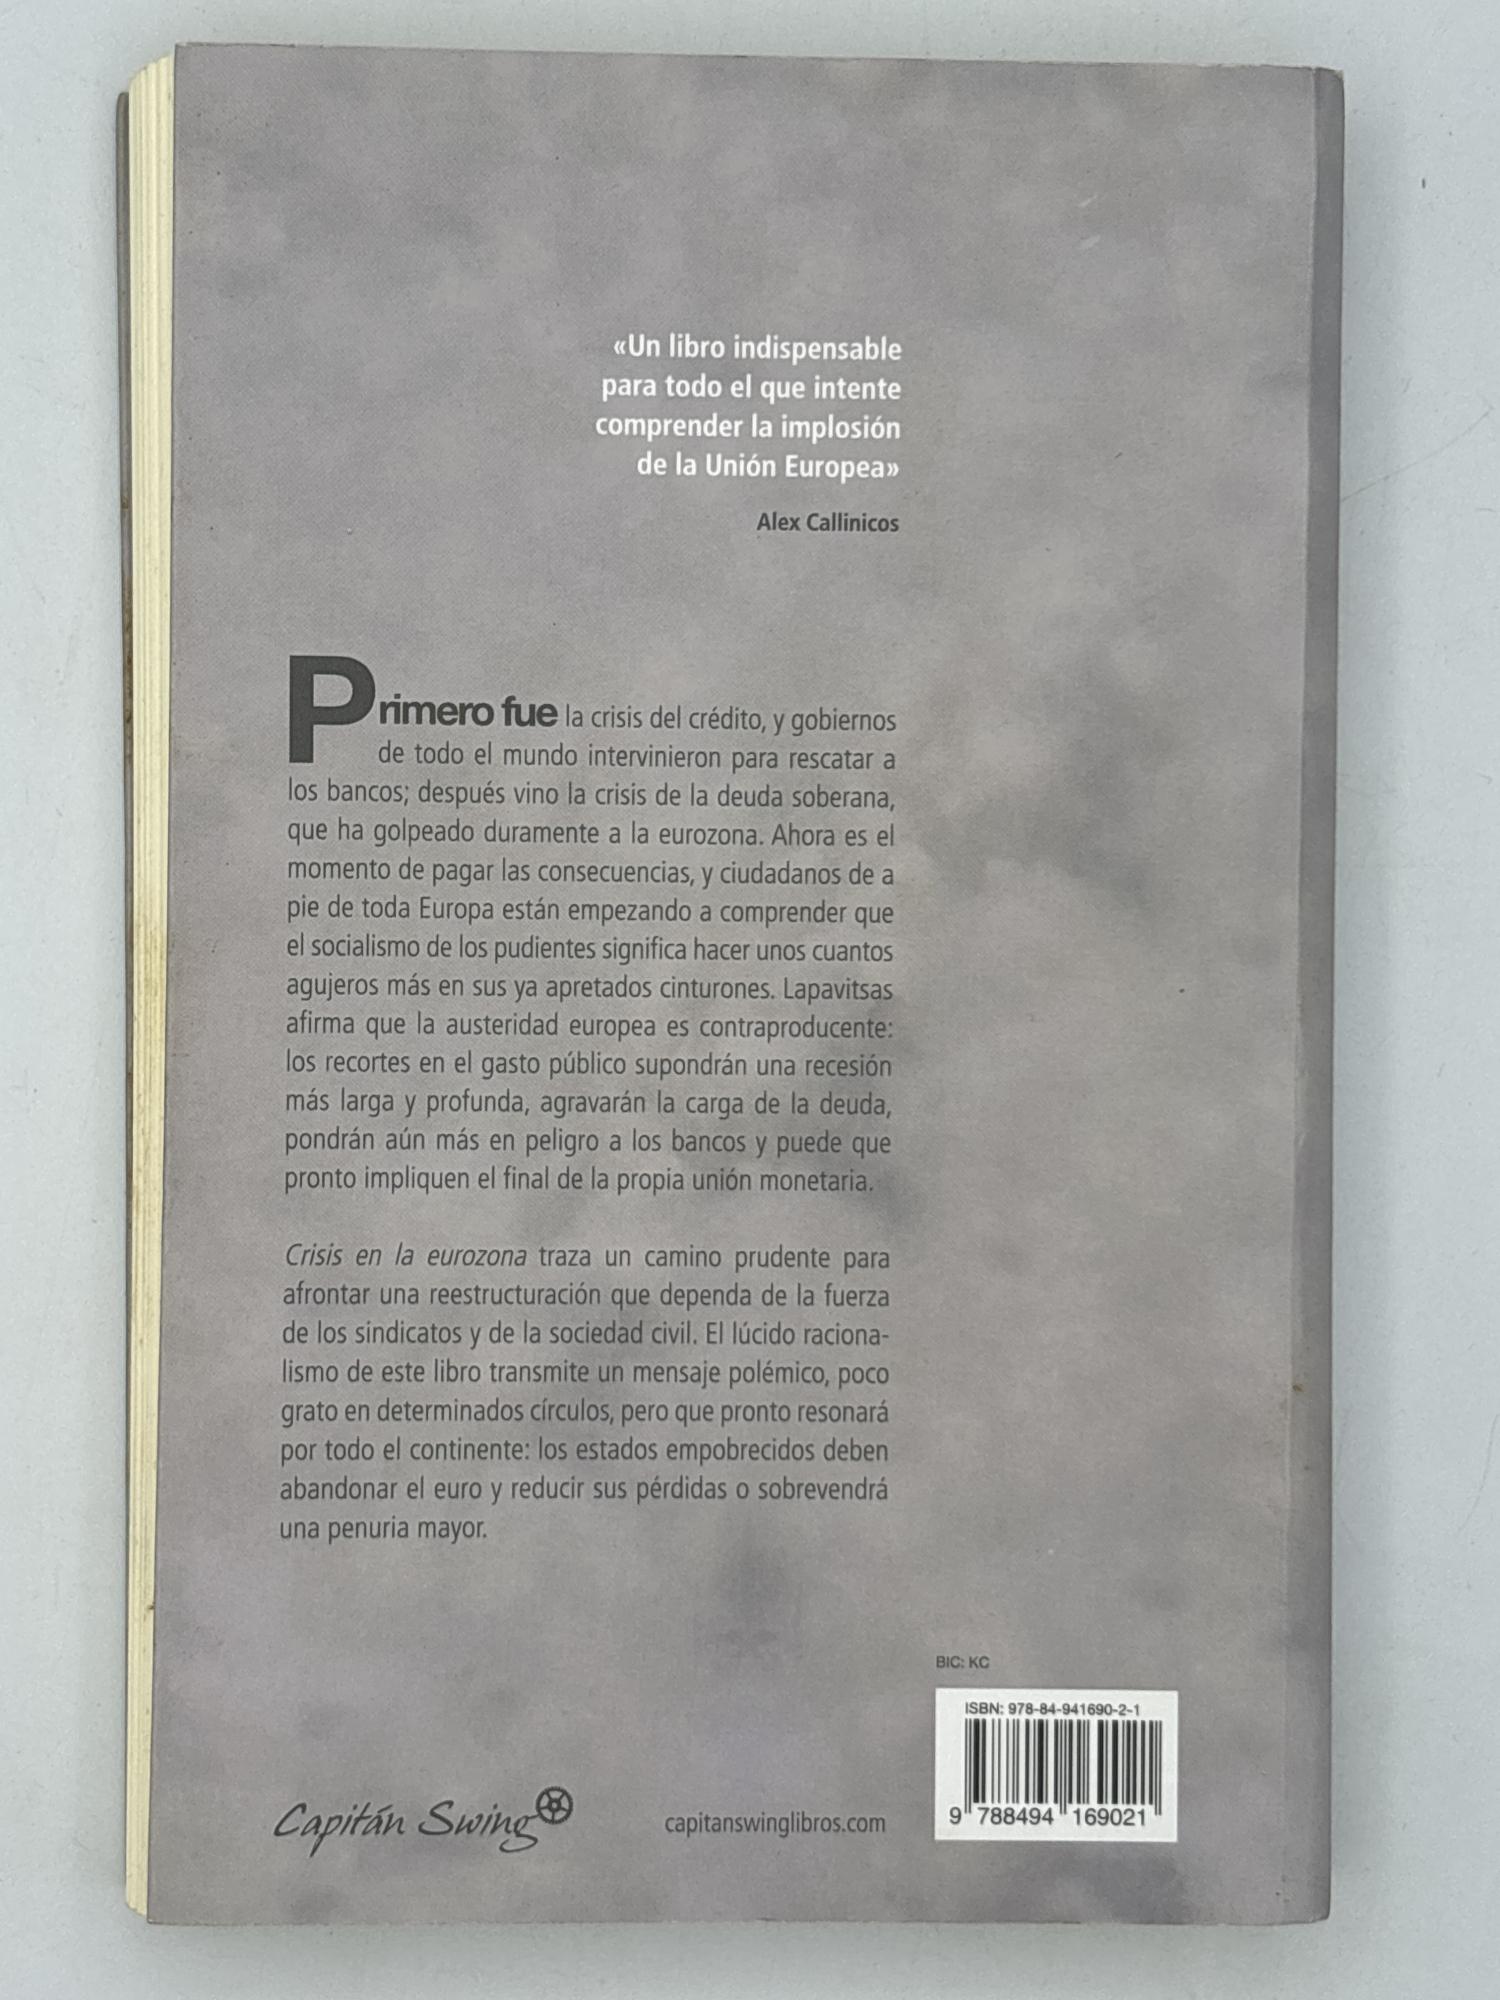 «Un libro indispensable
para todo el que intente
comprender la implosión
de la Unión Europea»
Alex Callinicos
Primero fue la crisis del crédito, y gobiernos
de todo el mundo intervinieron para rescatar a
los bancos; después vino la crisis de la deuda soberana,
que ha golpeado duramente a la eurozona. Ahora es el
momento de pagar las consecuencias, y ciudadanos de a
pie de toda Europa están empezando a comprender que
el socialismo de los pudientes significa hacer unos cuantos
agujeros más en sus ya apretados cinturones. Lapavitsas
afirma que la austeridad europea es contraproducente:
los recortes en el gasto público supondrán una recesión
más larga y profunda, agravarán la carga de la deuda,
pondrán aún más en peligro a los bancos y puede que
pronto impliquen el final de la propia unión monetaria.
Crisis en la eurozona traza un camino prudente para
afrontar una reestructuración que dependa de la fuerza
de los sindicatos y de la sociedad civil. El lúcido raciona-
lismo de este libro transmite un mensaje polémico, poco
grato en determinados círculos, pero que pronto resonará
por todo el continente: los estados empobrecidos deben
abandonar el euro y reducir sus pérdidas o sobrevendrá
una penuria mayor.
BIC: KC
ISBN: 978-84-941690-2-1
9 788494 169021
Capitán Swing
capitanswinglibros.com